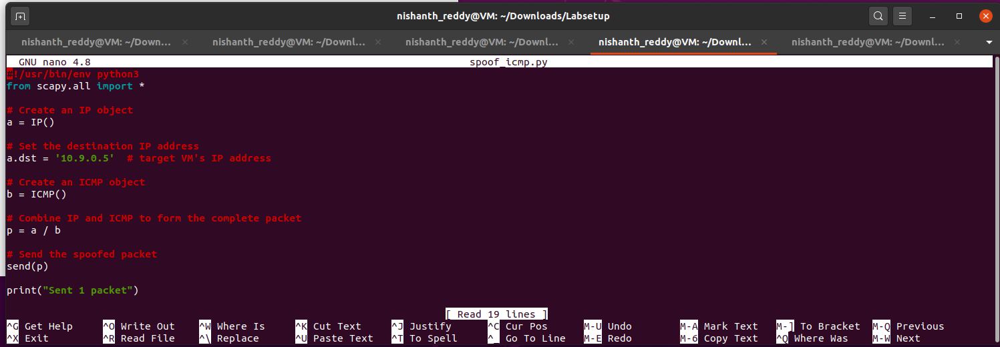 nishanth_reddy@VM: ~/Downloads/Labsetup
nishanth_reddy@VM: ~/Down... × nishanth_reddy@VM: ~/Downl... × nishanth_reddy@VM: ~/Downl... × nishanth_reddy@VM: ~/Downl... × nishanth_reddy@VM: ~/Downl... ×
GNU nano 4.8 spoof_icmp.py
#!/usr/bin/env python3
from scapy.all import *
# Create an IP object
a = IP()
# Set the destination IP address
a.dst = '10.9.0.5'  # target VM's IP address
# Create an ICMP object
b = ICMP()
# Combine IP and ICMP to form the complete packet
p = a / b
# Send the spoofed packet
send(p)
print("Sent 1 packet")
[ Read 19 lines ]
^G Get Help ^O Write Out ^W Where Is ^K Cut Text ^J Justify ^C Cur Pos M-U Undo M-A Mark Text M-] To Bracket M-Q Previous
^X Exit ^R Read File ^\ Replace ^U Paste Text ^T To Spell ^_ Go To Line M-E Redo M-6 Copy Text ^Q Where Was M-W Next